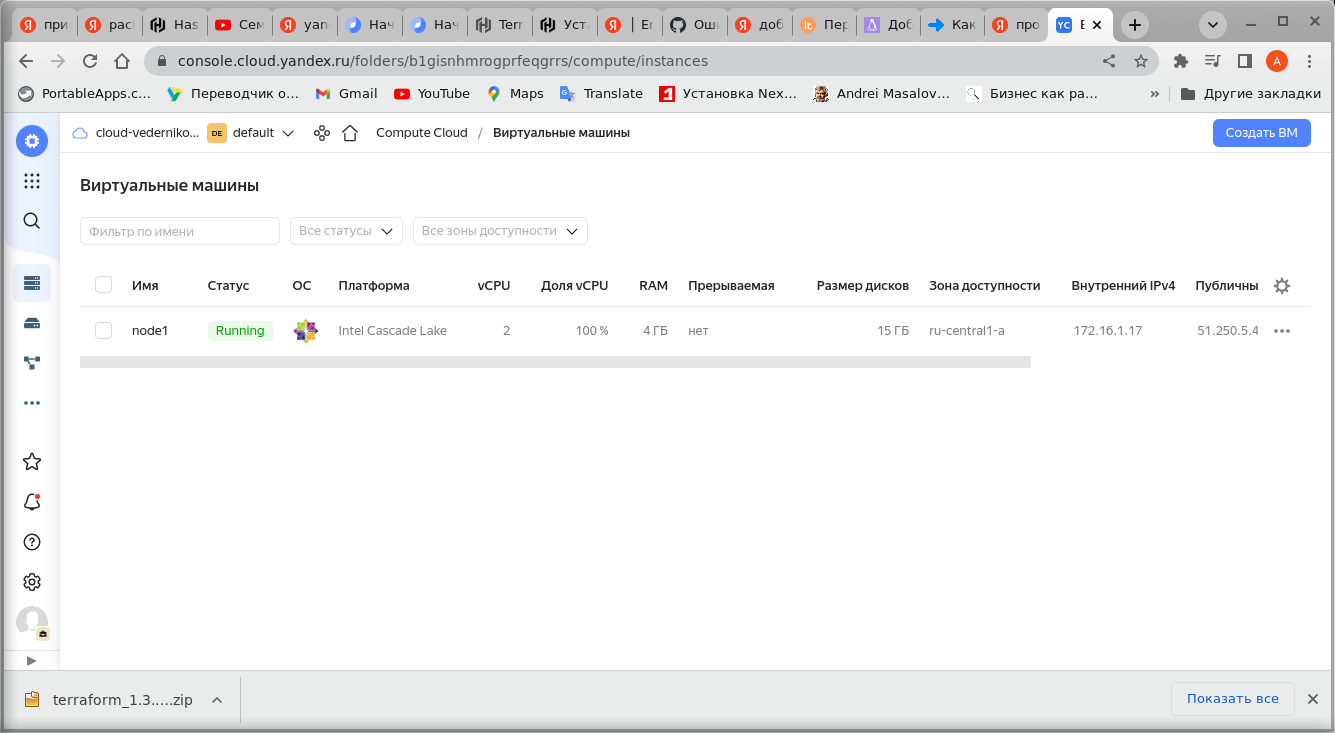 при рас Has Сем yan Нач Нач Terr Уст | Er Оши доб Пер Доб Как про YC
console.cloud.yandex.ru/folders/b1gisnhmrogprfeqgrrs/compute/instances
A
PortableApps.c... Переводчик о... Gmail YouTube Maps Translate Установка Nex... Andrei Masalov... Бизнес как ра... » Другие закладки
cloud-vederniko... DE default Compute Cloud / Виртуальные машины Создать ВМ
Виртуальные машины
Фильтр по имени Все статусы Все зоны доступности
Имя Статус ОС Платформа vCPU Доля vCPU RAM Прерываемая Размер дисков Зона доступности Внутренний IPv4 Публичны
node1 Running Intel Cascade Lake 2 100 % 4 ГБ нет 15 ГБ ru-central1-a 172.16.1.17 51.250.5.4
terraform_1.3.....zip Показать все